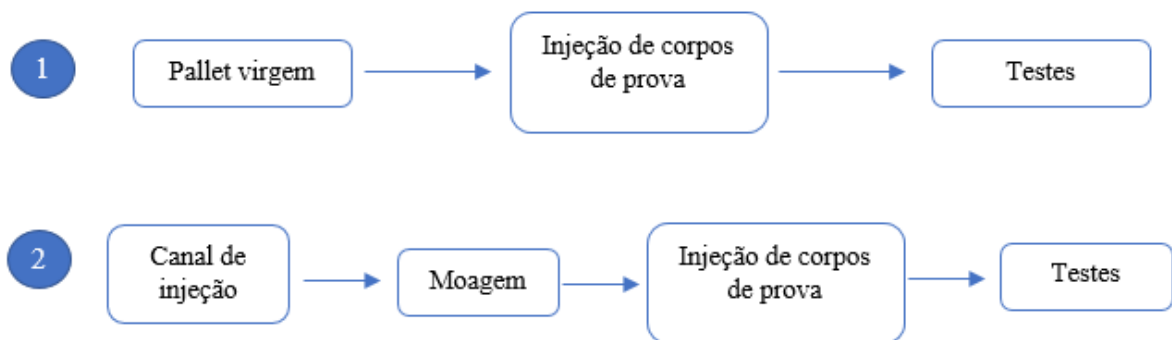 1
Pallet virgem
Injeção de corpos
de prova
Testes
2
Canal de
injeção
Moagem
Injeção de corpos
de prova
Testes